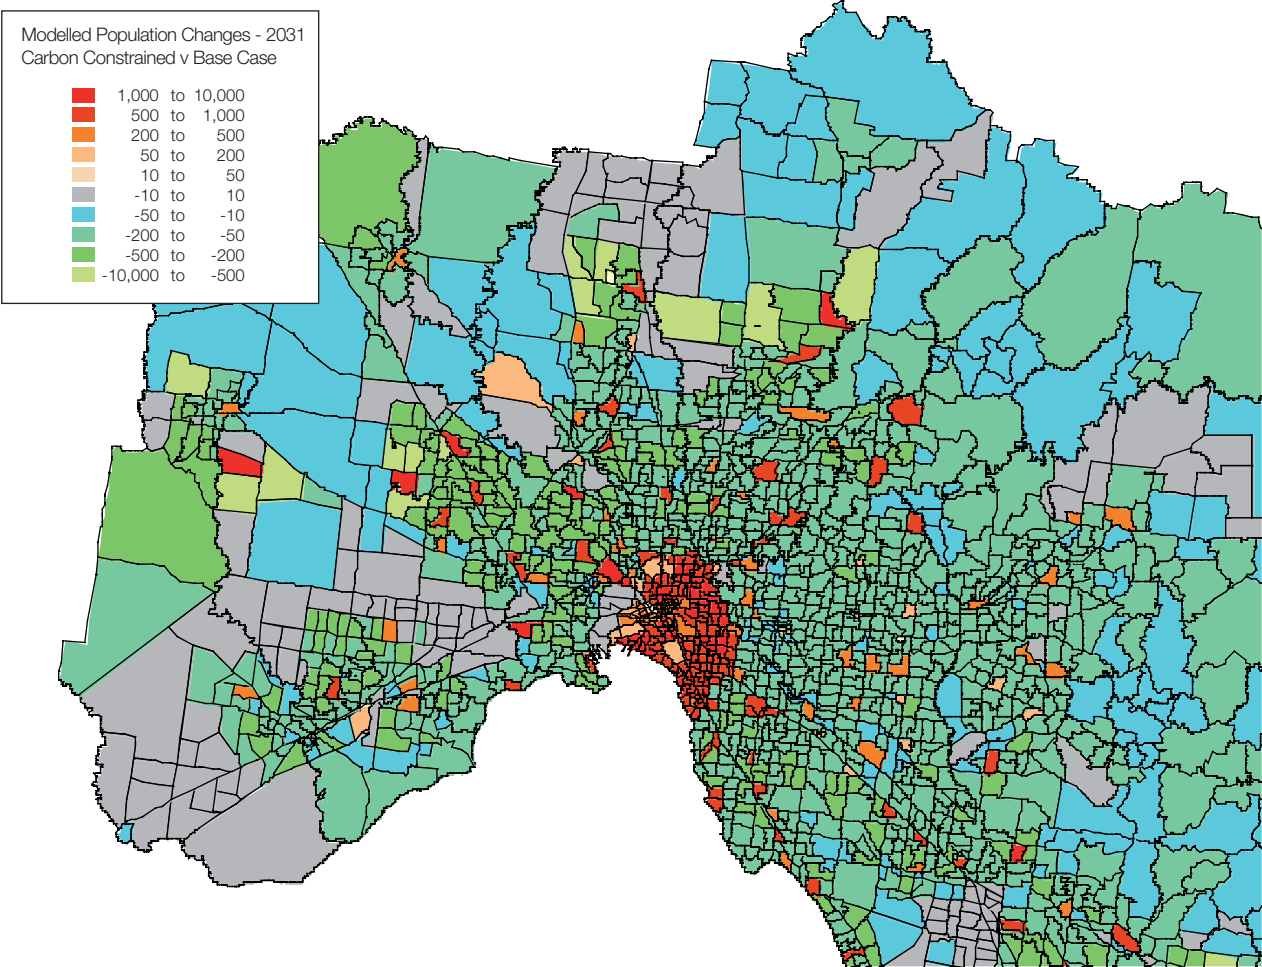 Modelled Population Changes - 2031
Carbon Constrained v Base Case
1,000 to 10,000
500 to 1,000
200 to 500
50 to 200
10 to 50
-10 to 10
-50 to -10
-200 to -50
-500 to -200
-10,000 to -500